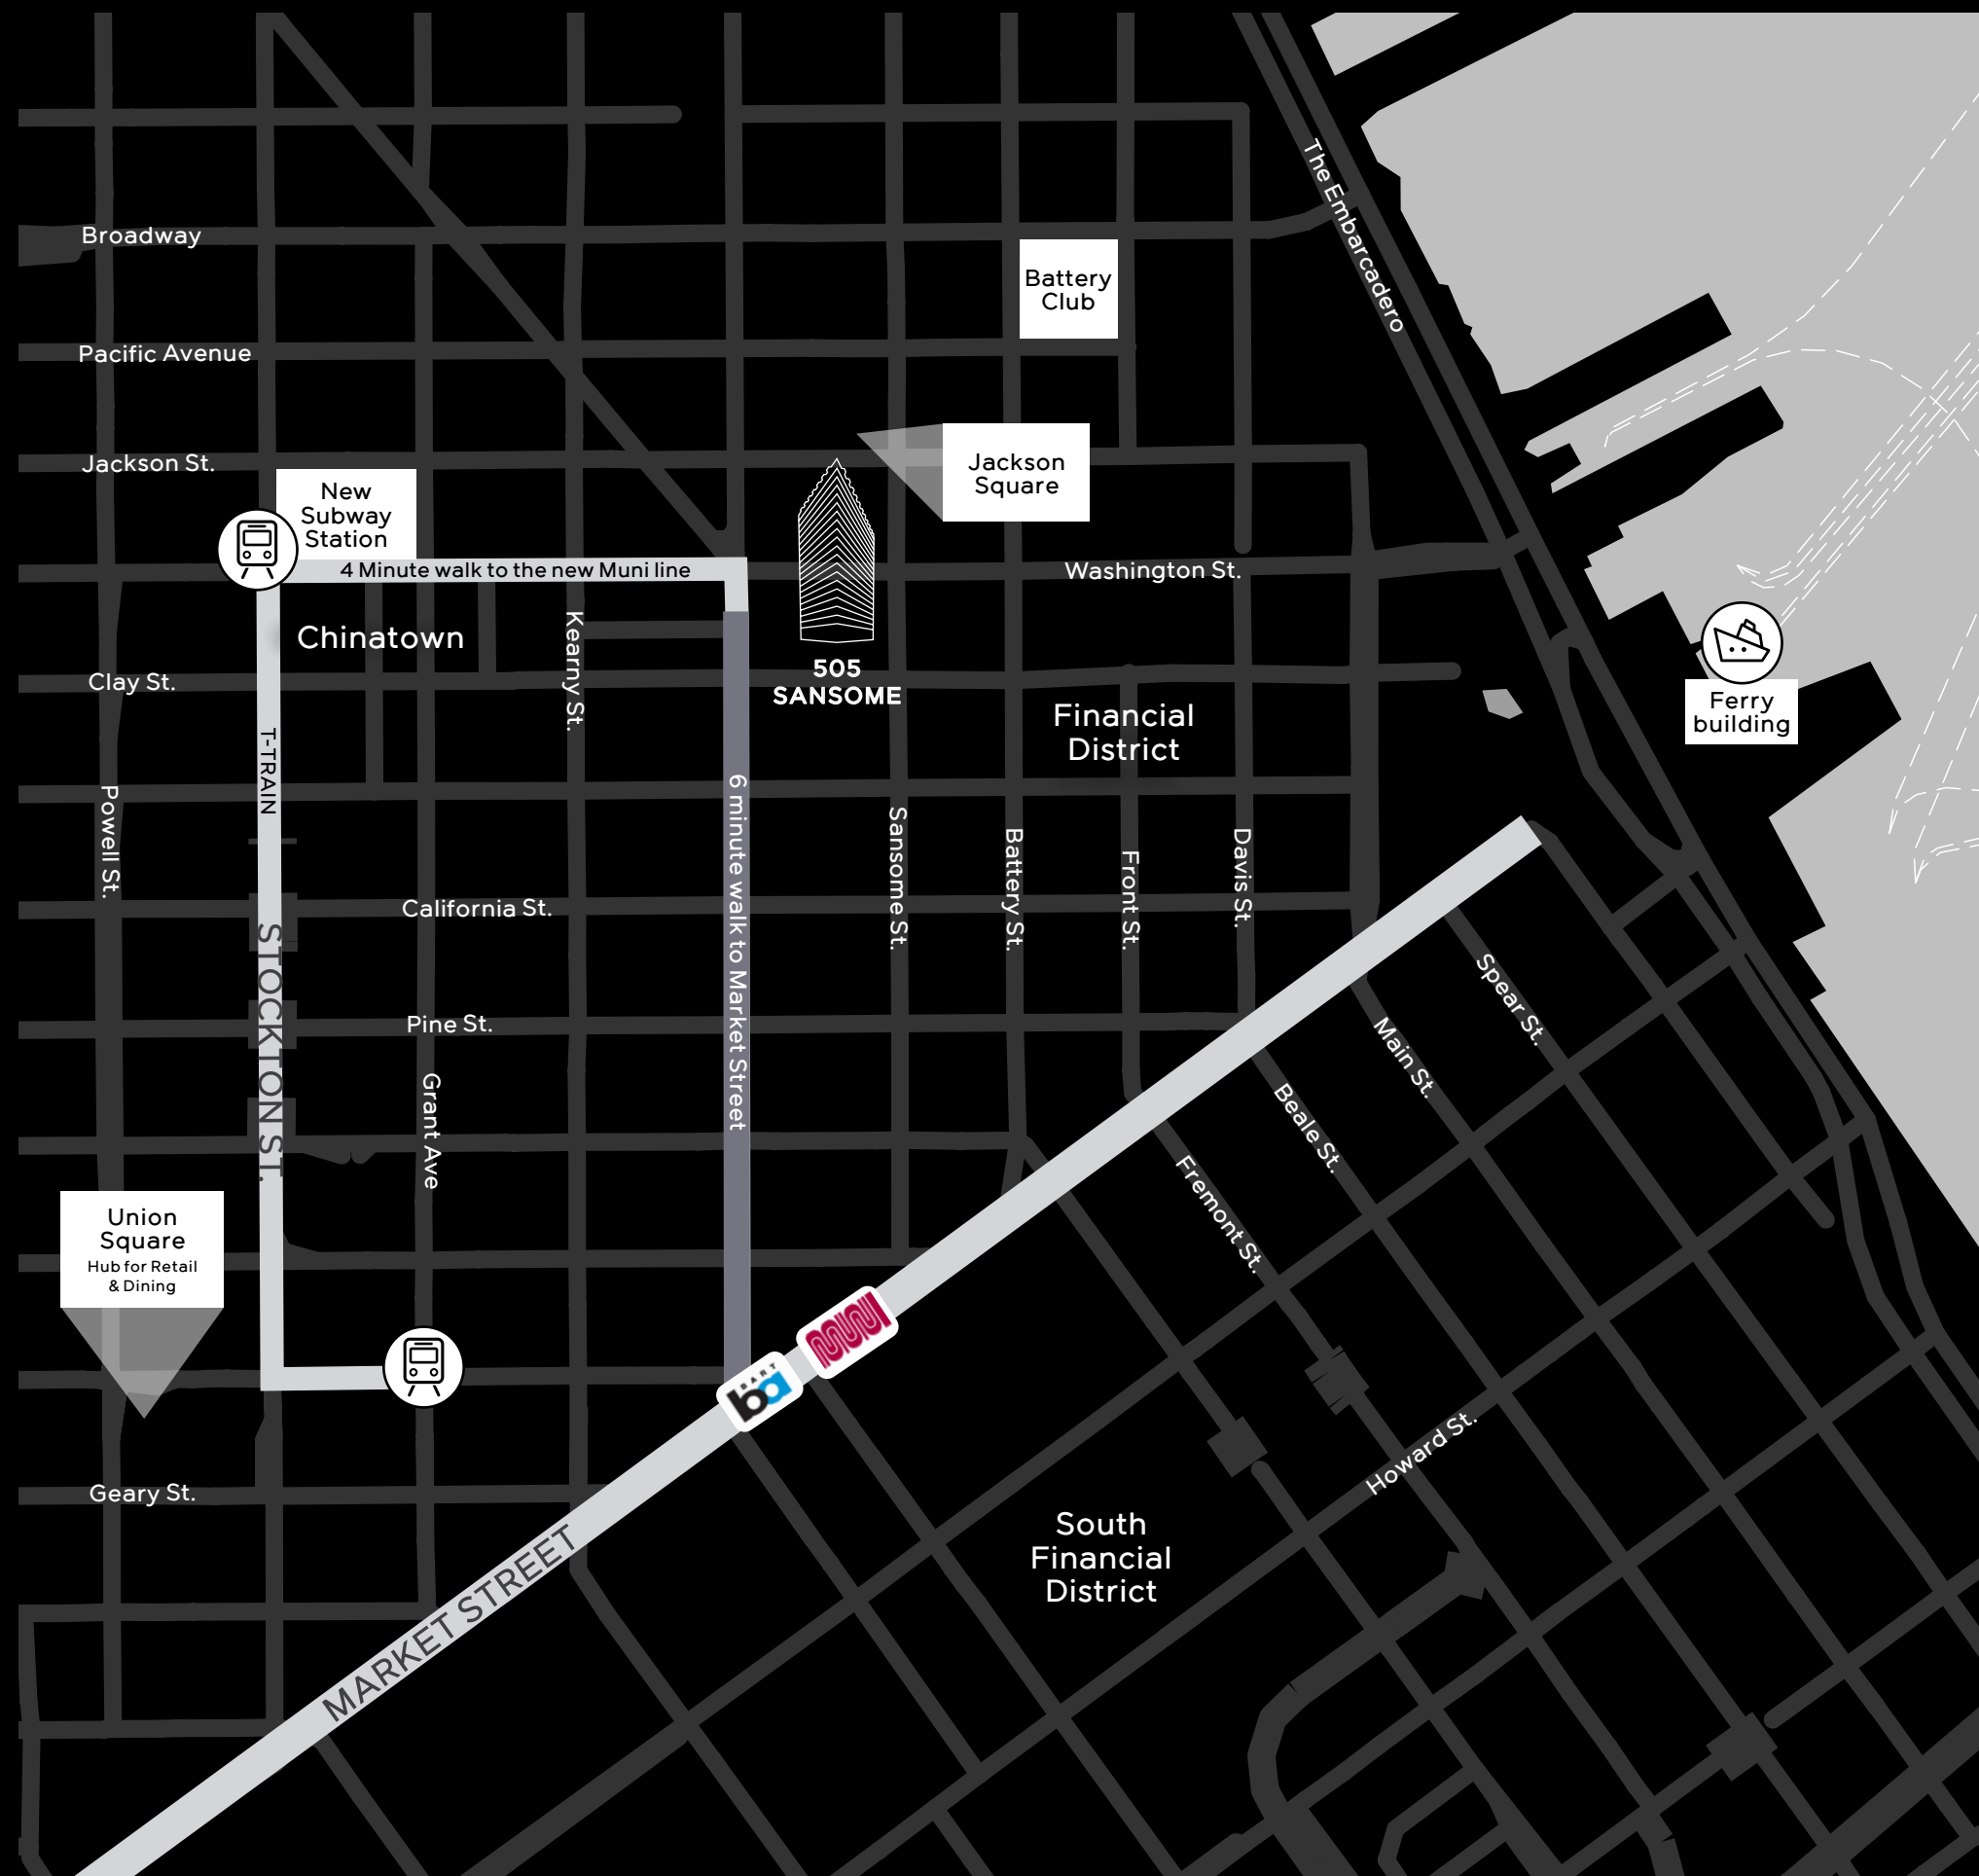 The Embarcadero
Broadway
Battery
Club
Pacific Avenue
Jackson St.
Jackson
Square
New
Subway
Station
4 Minute walk to the new Muni line
Washington St.
Chinatown
Kearny St.
Clay St.
505
SANSOME
Financial
District
Ferry
building
T-TRAIN
Powell St.
6 minute walk to Market Street
Sansome St.
Battery St.
Front St.
Davis St.
California St.
STOCKTON ST.
Spear St.
Pine St.
Main St.
Grant Ave
Beale St.
Fremont St.
Union
Square
Hub for Retail
& Dining
MUNI
BART
ba
Howard St.
Geary St.
South
Financial
District
MARKET STREET